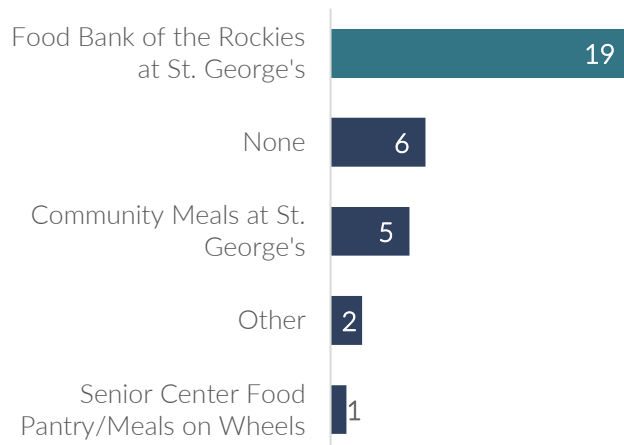 Food Bank of the Rockies
at St. George's
19
None
6
Community Meals at St.
George's
5
Other
2
Senior Center Food
Pantry/Meals on Wheels
1